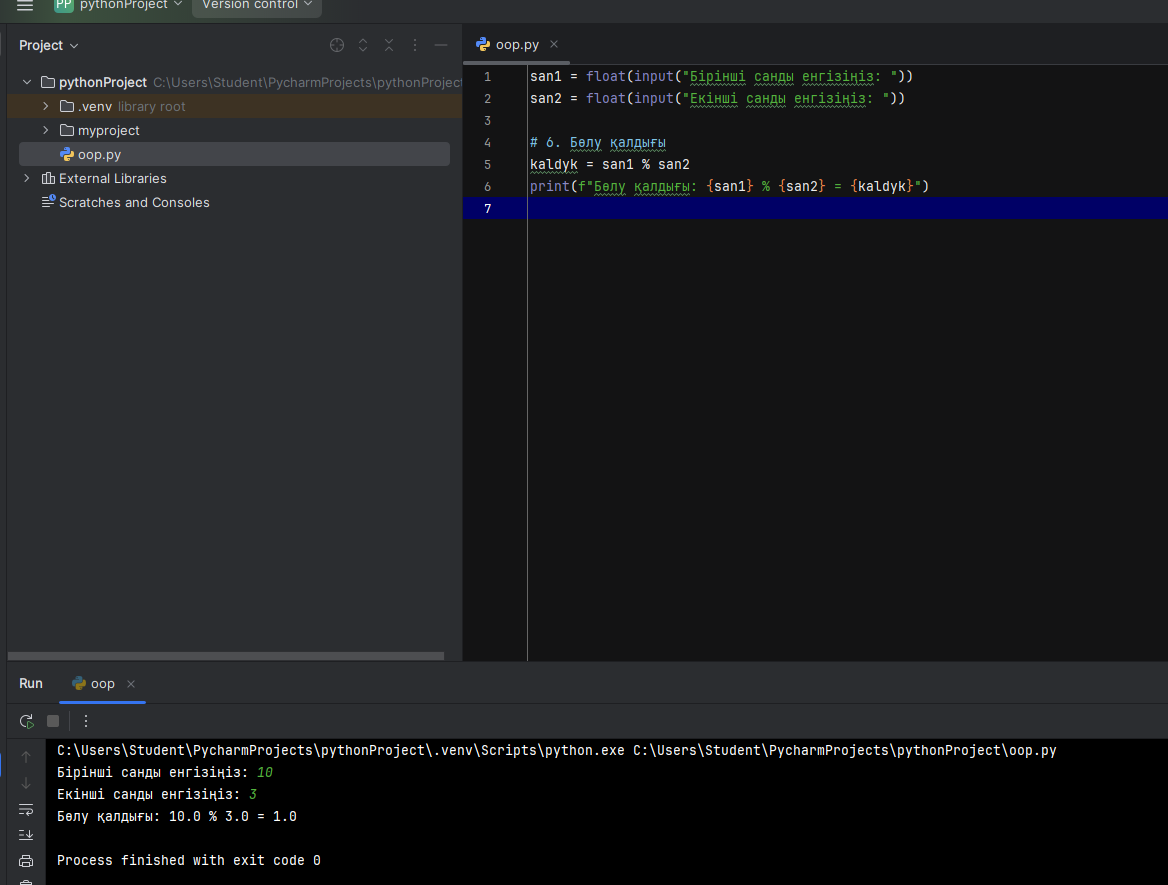 PP pythonProject Version control
Project
oop.py
pythonProject C:\Users\Student\PycharmProjects\pythonProject
.venv library root
myproject
oop.py
External Libraries
Scratches and Consoles
1 san1 = float(input("Бірінші санды енгізіңіз: "))
2 san2 = float(input("Екінші санды енгізіңіз: "))
3
4 # 6. Бөлу қалдығы
5 kaldyk = san1 % san2
6 print(f"Бөлу қалдығы: {san1} % {san2} = {kaldyk}")
7
Run oop
C:\Users\Student\PycharmProjects\pythonProject\.venv\Scripts\python.exe C:\Users\Student\PycharmProjects\pythonProject\oop.py
Бірінші санды енгізіңіз: 10
Екінші санды енгізіңіз: 3
Бөлу қалдығы: 10.0 % 3.0 = 1.0
Process finished with exit code 0